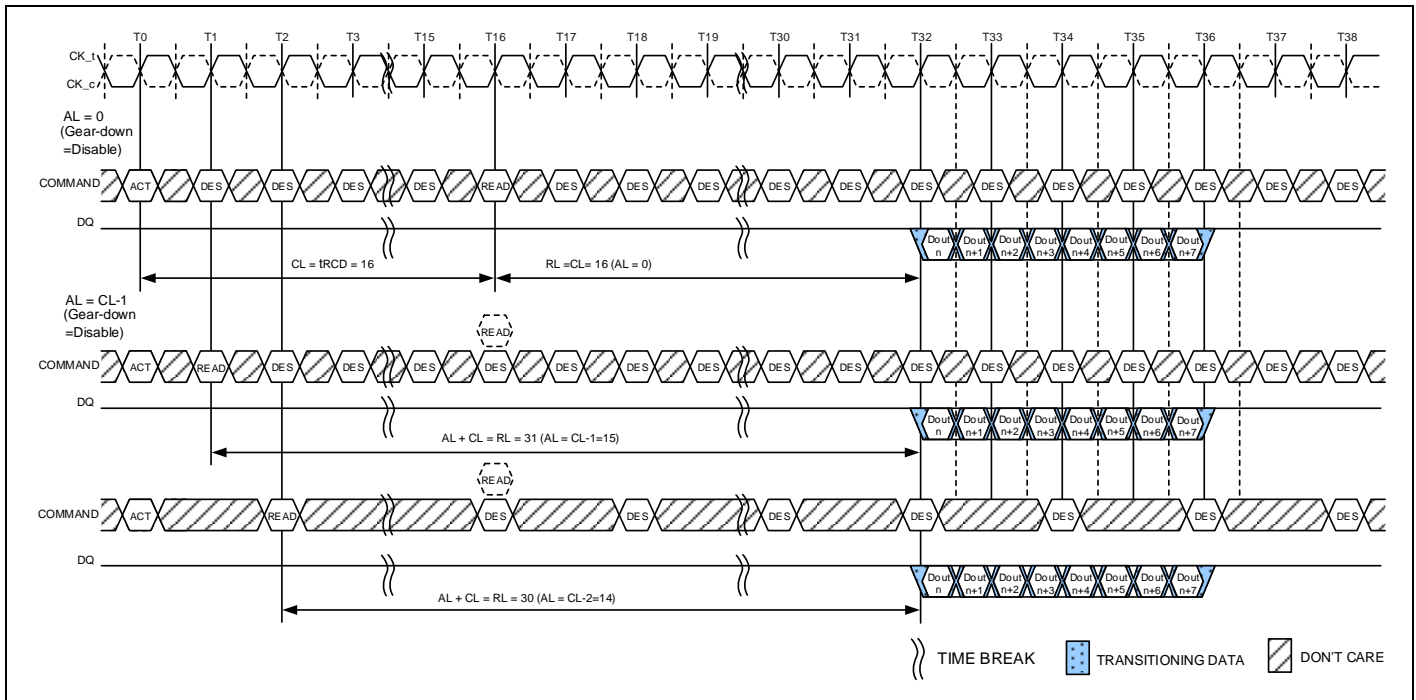 T0 T1 T2 T3 T15 T16 T17 T18 T19 T30 T31 T32 T33 T34 T35 T36 T37 T38
CK_t
CK_c
AL = 0
(Gear-down
=Disable)
COMMAND ACT DES DES DES DES READ DES DES DES DES DES DES DES DES DES DES DES DES
DQ
Dout Dout Dout Dout Dout Dout Dout Dout
n n+1 n+2 n+3 n+4 n+5 n+6 n+7
CL = tRCD = 16 RL =CL= 16 (AL = 0)
AL = CL-1
(Gear-down
=Disable)
READ
COMMAND ACT READ DES DES DES DES DES DES DES DES DES DES DES DES DES DES DES DES
DQ
Dout Dout Dout Dout Dout Dout Dout Dout
n n+1 n+2 n+3 n+4 n+5 n+6 n+7
AL + CL = RL = 31 (AL = CL-1=15)
READ
COMMAND ACT READ DES DES DES DES DES DES DES
DQ
Dout Dout Dout Dout Dout Dout Dout Dout
n n+1 n+2 n+3 n+4 n+5 n+6 n+7
AL + CL = RL = 30 (AL = CL-2=14)
TIME BREAK TRANSITIONING DATA DON'T CARE